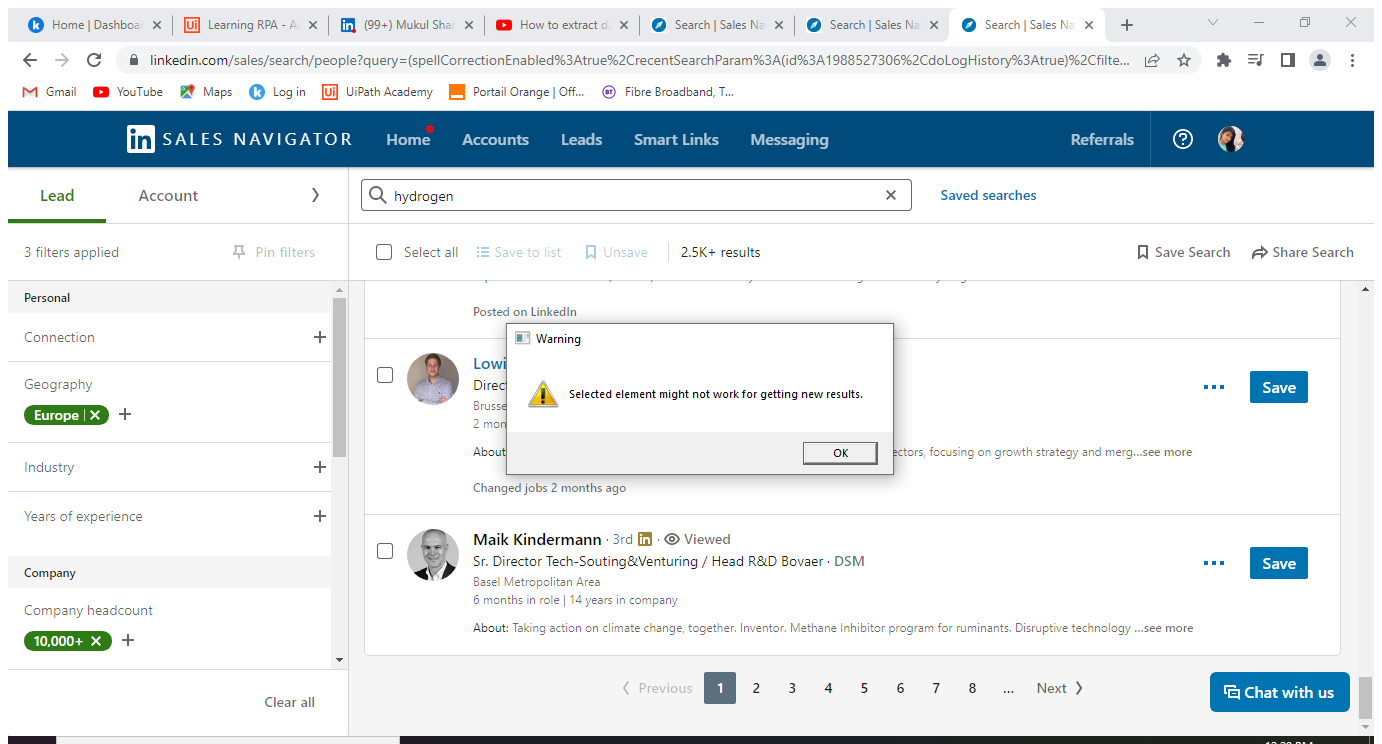 Home | Dashboar
Learning RPA - Au
(99+) Mukul Shar
How to extract da
Search | Sales Na
Search | Sales Na
Search | Sales Na
linkedin.com/sales/search/people?query=(spellCorrectionEnabled%3Atrue%2CrecentSearchParam%3A(id%3A1988527306%2CdoLogHistory%3Atrue)%2Cfilte...
Gmail YouTube Maps Log in UiPath Academy Portail Orange | Off... Fibre Broadband, T...
in SALES NAVIGATOR Home Accounts Leads Smart Links Messaging Referrals
Lead Account
hydrogen
Saved searches
3 filters applied Pin filters
Select all Save to list Unsave 2.5K+ results Save Search Share Search
Personal
Connection
Geography
Europe
Industry
Years of experience
Company
Company headcount
10,000+
Clear all
Posted on LinkedIn
Warning
Selected element might not work for getting new results.
OK
Lowi
Direct
Brusse
2 mon
Save
About
ectors, focusing on growth strategy and merg...see more
Changed jobs 2 months ago
Maik Kindermann · 3rd in · Viewed
Sr. Director Tech-Souting&Venturing / Head R&D Bovaer · DSM
Basel Metropolitan Area
6 months in role | 14 years in company
Save
About: Taking action on climate change, together. Inventor. Methane Inhibitor program for ruminants. Disruptive technology ...see more
Previous 1 2 3 4 5 6 7 8 ... Next
Chat with us